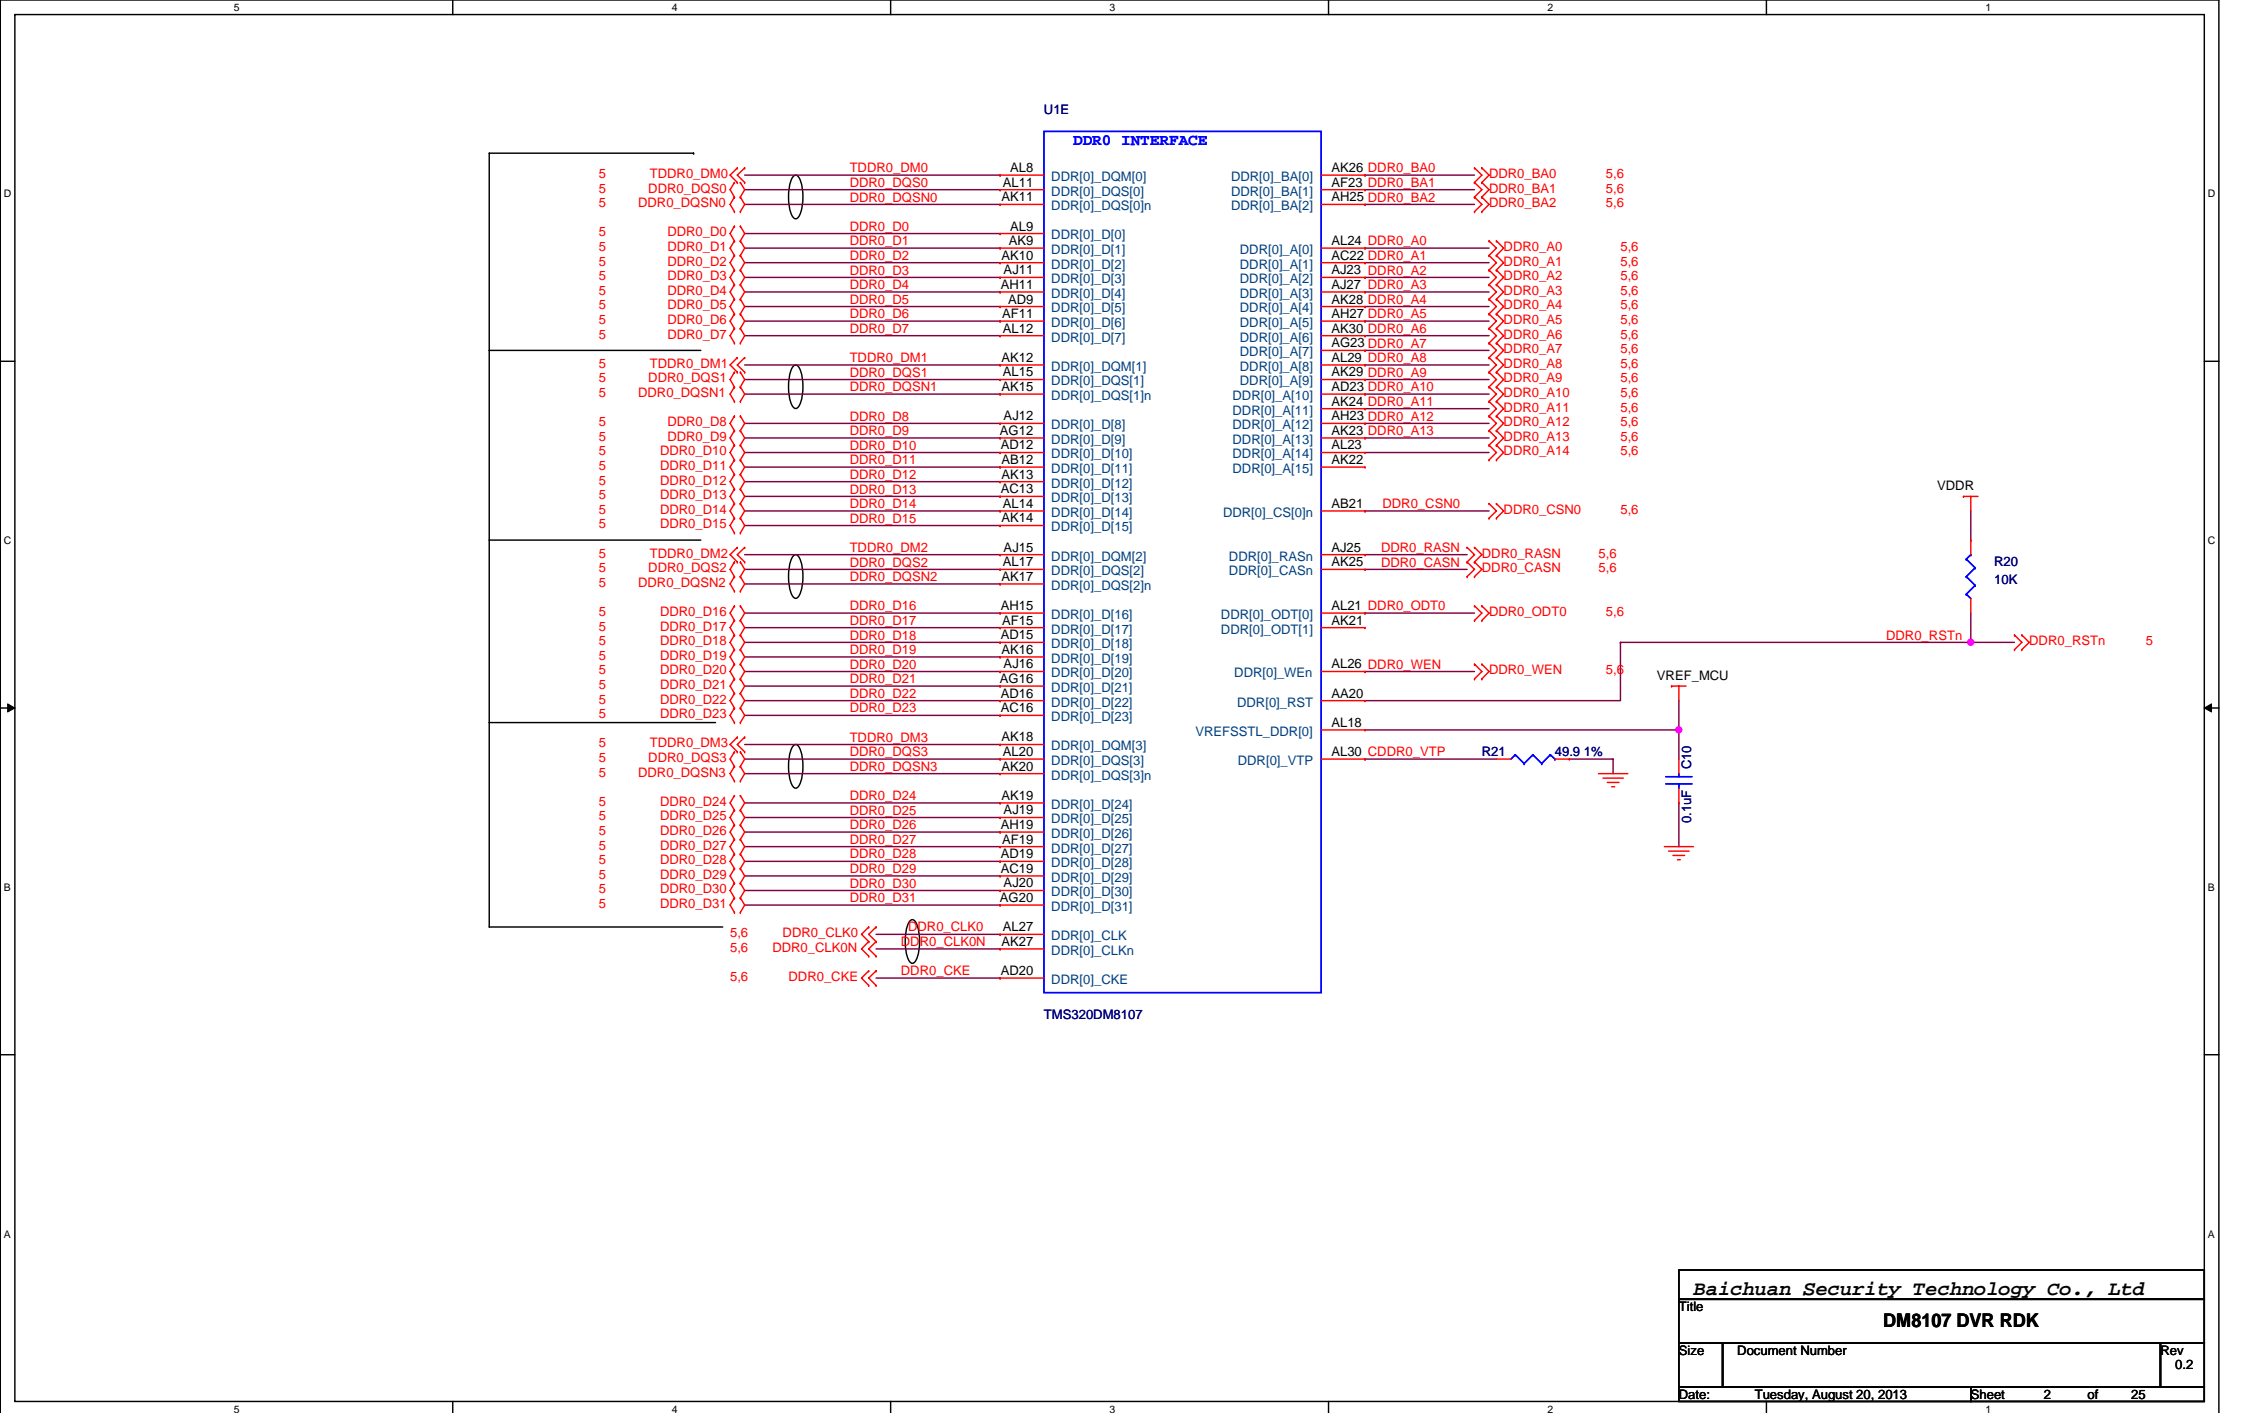 5 4 3 2 1
U1E
DDR0 INTERFACE
5 TDDR0_DM0 TDDR0_DM0 AL8 DDR[0]_DQM[0]
5 DDR0_DQS0 DDR0_DQS0 AL11 DDR[0]_DQS[0]
5 DDR0_DQSN0 DDR0_DQSN0 AK11 DDR[0]_DQS[0]n
5 DDR0_D0 DDR0_D0 AL9 DDR[0]_D[0]
5 DDR0_D1 DDR0_D1 AK9 DDR[0]_D[1]
5 DDR0_D2 DDR0_D2 AK10 DDR[0]_D[2]
5 DDR0_D3 DDR0_D3 AJ11 DDR[0]_D[3]
5 DDR0_D4 DDR0_D4 AH11 DDR[0]_D[4]
5 DDR0_D5 DDR0_D5 AD9 DDR[0]_D[5]
5 DDR0_D6 DDR0_D6 AF11 DDR[0]_D[6]
5 DDR0_D7 DDR0_D7 AL12 DDR[0]_D[7]
5 TDDR0_DM1 TDDR0_DM1 AK12 DDR[0]_DQM[1]
5 DDR0_DQS1 DDR0_DQS1 AL15 DDR[0]_DQS[1]
5 DDR0_DQSN1 DDR0_DQSN1 AK15 DDR[0]_DQS[1]n
5 DDR0_D8 DDR0_D8 AJ12 DDR[0]_D[8]
5 DDR0_D9 DDR0_D9 AG12 DDR[0]_D[9]
5 DDR0_D10 DDR0_D10 AD12 DDR[0]_D[10]
5 DDR0_D11 DDR0_D11 AB12 DDR[0]_D[11]
5 DDR0_D12 DDR0_D12 AK13 DDR[0]_D[12]
5 DDR0_D13 DDR0_D13 AC13 DDR[0]_D[13]
5 DDR0_D14 DDR0_D14 AL14 DDR[0]_D[14]
5 DDR0_D15 DDR0_D15 AK14 DDR[0]_D[15]
5 TDDR0_DM2 TDDR0_DM2 AJ15 DDR[0]_DQM[2]
5 DDR0_DQS2 DDR0_DQS2 AL17 DDR[0]_DQS[2]
5 DDR0_DQSN2 DDR0_DQSN2 AK17 DDR[0]_DQS[2]n
5 DDR0_D16 DDR0_D16 AH15 DDR[0]_D[16]
5 DDR0_D17 DDR0_D17 AF15 DDR[0]_D[17]
5 DDR0_D18 DDR0_D18 AD15 DDR[0]_D[18]
5 DDR0_D19 DDR0_D19 AK16 DDR[0]_D[19]
5 DDR0_D20 DDR0_D20 AJ16 DDR[0]_D[20]
5 DDR0_D21 DDR0_D21 AG16 DDR[0]_D[21]
5 DDR0_D22 DDR0_D22 AD16 DDR[0]_D[22]
5 DDR0_D23 DDR0_D23 AC16 DDR[0]_D[23]
5 TDDR0_DM3 TDDR0_DM3 AK18 DDR[0]_DQM[3]
5 DDR0_DQS3 DDR0_DQS3 AL20 DDR[0]_DQS[3]
5 DDR0_DQSN3 DDR0_DQSN3 AK20 DDR[0]_DQS[3]n
5 DDR0_D24 DDR0_D24 AK19 DDR[0]_D[24]
5 DDR0_D25 DDR0_D25 AJ19 DDR[0]_D[25]
5 DDR0_D26 DDR0_D26 AH19 DDR[0]_D[26]
5 DDR0_D27 DDR0_D27 AF19 DDR[0]_D[27]
5 DDR0_D28 DDR0_D28 AD19 DDR[0]_D[28]
5 DDR0_D29 DDR0_D29 AC19 DDR[0]_D[29]
5 DDR0_D30 DDR0_D30 AJ20 DDR[0]_D[30]
5 DDR0_D31 DDR0_D31 AG20 DDR[0]_D[31]
5,6 DDR0_CLK0 DDR0_CLK0 AL27 DDR[0]_CLK
5,6 DDR0_CLK0N DDR0_CLK0N AK27 DDR[0]_CLKn
5,6 DDR0_CKE DDR0_CKE AD20 DDR[0]_CKE
DDR[0]_BA[0] AK26 DDR0_BA0 DDR0_BA0 5,6
DDR[0]_BA[1] AF23 DDR0_BA1 DDR0_BA1 5,6
DDR[0]_BA[2] AH25 DDR0_BA2 DDR0_BA2 5,6
DDR[0]_A[0] AL24 DDR0_A0 DDR0_A0 5,6
DDR[0]_A[1] AC22 DDR0_A1 DDR0_A1 5,6
DDR[0]_A[2] AJ23 DDR0_A2 DDR0_A2 5,6
DDR[0]_A[3] AJ27 DDR0_A3 DDR0_A3 5,6
DDR[0]_A[4] AK28 DDR0_A4 DDR0_A4 5,6
DDR[0]_A[5] AH27 DDR0_A5 DDR0_A5 5,6
DDR[0]_A[6] AK30 DDR0_A6 DDR0_A6 5,6
DDR[0]_A[7] AG23 DDR0_A7 DDR0_A7 5,6
DDR[0]_A[8] AL29 DDR0_A8 DDR0_A8 5,6
DDR[0]_A[9] AK29 DDR0_A9 DDR0_A9 5,6
DDR[0]_A[10] AD23 DDR0_A10 DDR0_A10 5,6
DDR[0]_A[11] AK24 DDR0_A11 DDR0_A11 5,6
DDR[0]_A[12] AH23 DDR0_A12 DDR0_A12 5,6
DDR[0]_A[13] AK23 DDR0_A13 DDR0_A13 5,6
DDR[0]_A[14] AL23 DDR0_A14 5,6
DDR[0]_A[15] AK22
DDR[0]_CS[0]n AB21 DDR0_CSN0 DDR0_CSN0 5,6
DDR[0]_RASn AJ25 DDR0_RASN DDR0_RASN 5,6
DDR[0]_CASn AK25 DDR0_CASN DDR0_CASN 5,6
DDR[0]_ODT[0] AL21 DDR0_ODT0 DDR0_ODT0 5,6
DDR[0]_ODT[1] AK21
DDR[0]_WEn AL26 DDR0_WEN DDR0_WEN 5,6
DDR[0]_RST AA20
VREFSSTL_DDR[0] AL18
DDR[0]_VTP AL30 CDDR0_VTP R21 49.9 1%
VDDR
R20
10K
DDR0_RSTn DDR0_RSTn 5
VREF_MCU
C10
0.1uF
TMS320DM8107
D D
C C
B B
A A
Baichuan Security Technology Co., Ltd
Title
DM8107 DVR RDK
Size Document Number Rev
0.2
Date: Tuesday, August 20, 2013 Sheet 2 of 25
5 4 3 2 1